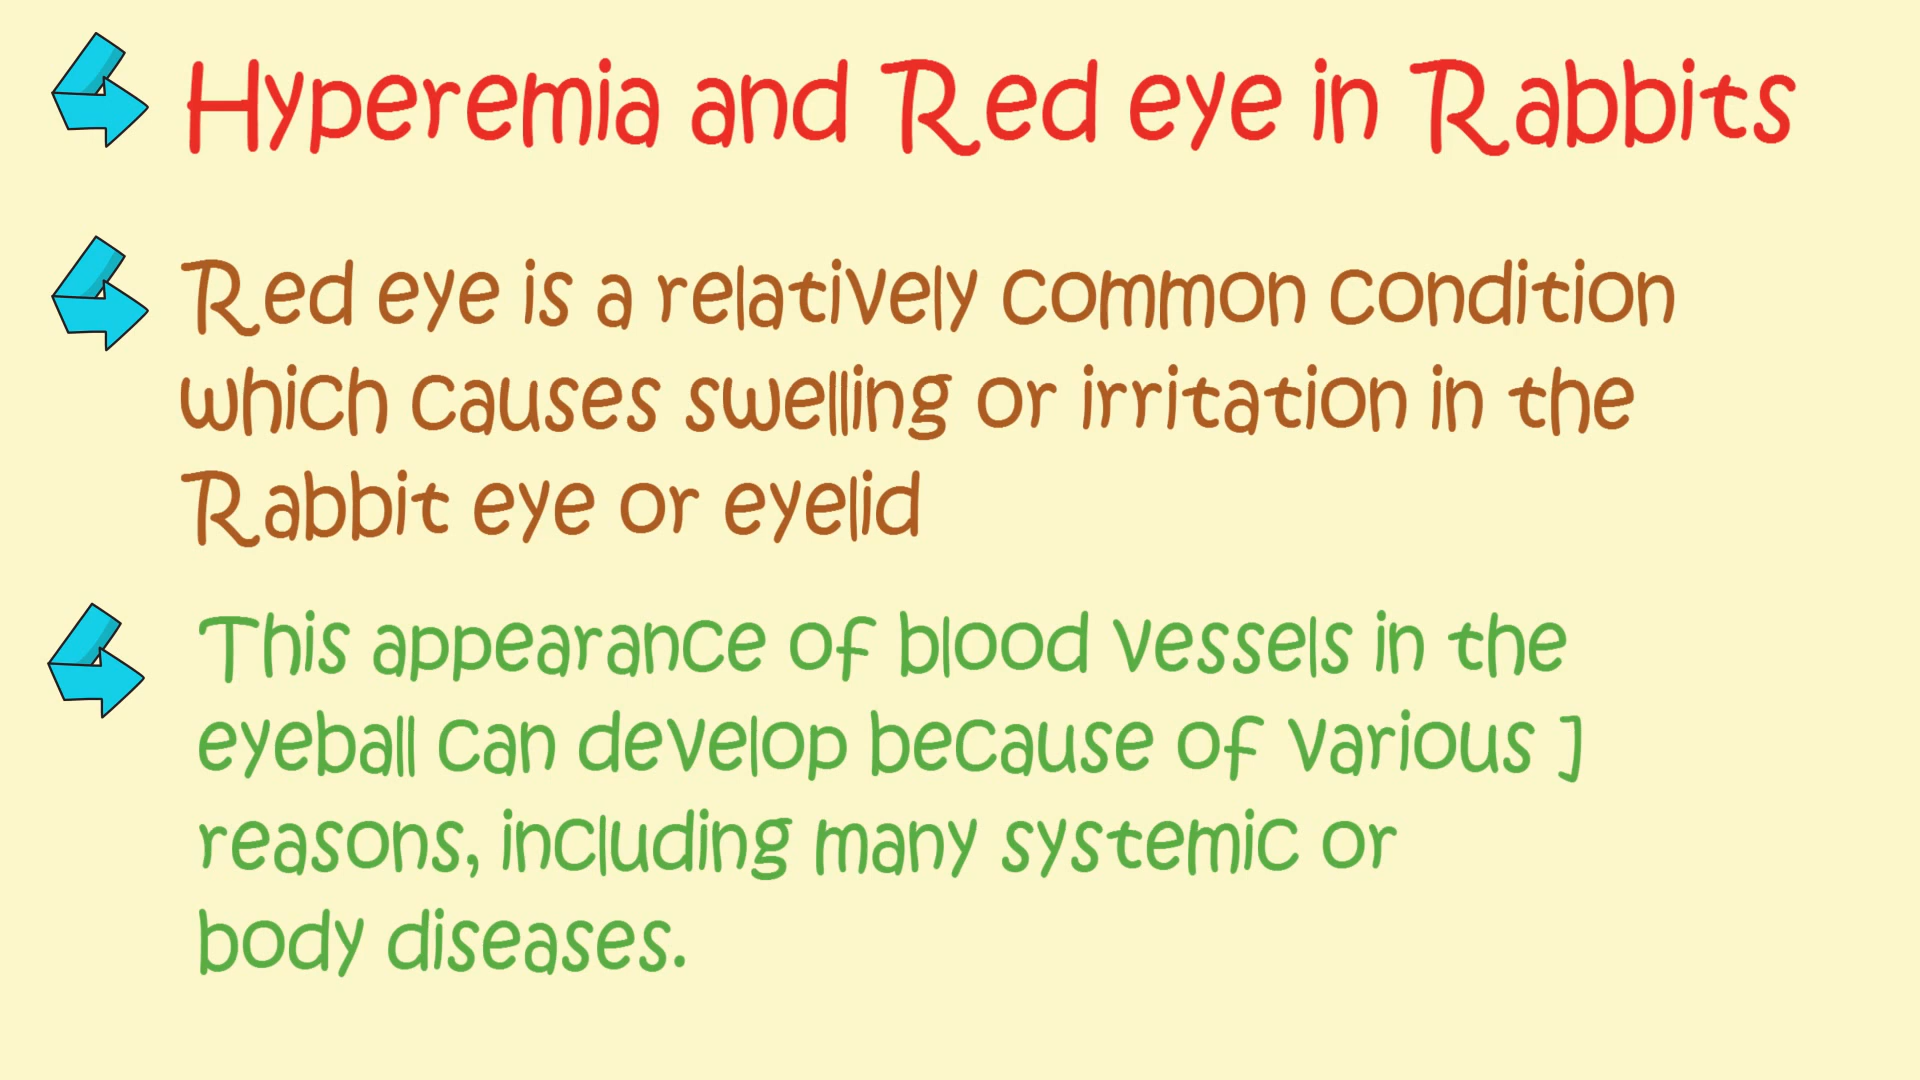 Hyperemia and Red eye in Rabbits
Red eye is a relatively common condition
which causes swelling or irritation in the
Rabbit eye or eyelid
This appearance of blood vessels in the
eyeball can develop because of various ]
reasons, including many systemic or
body diseases.